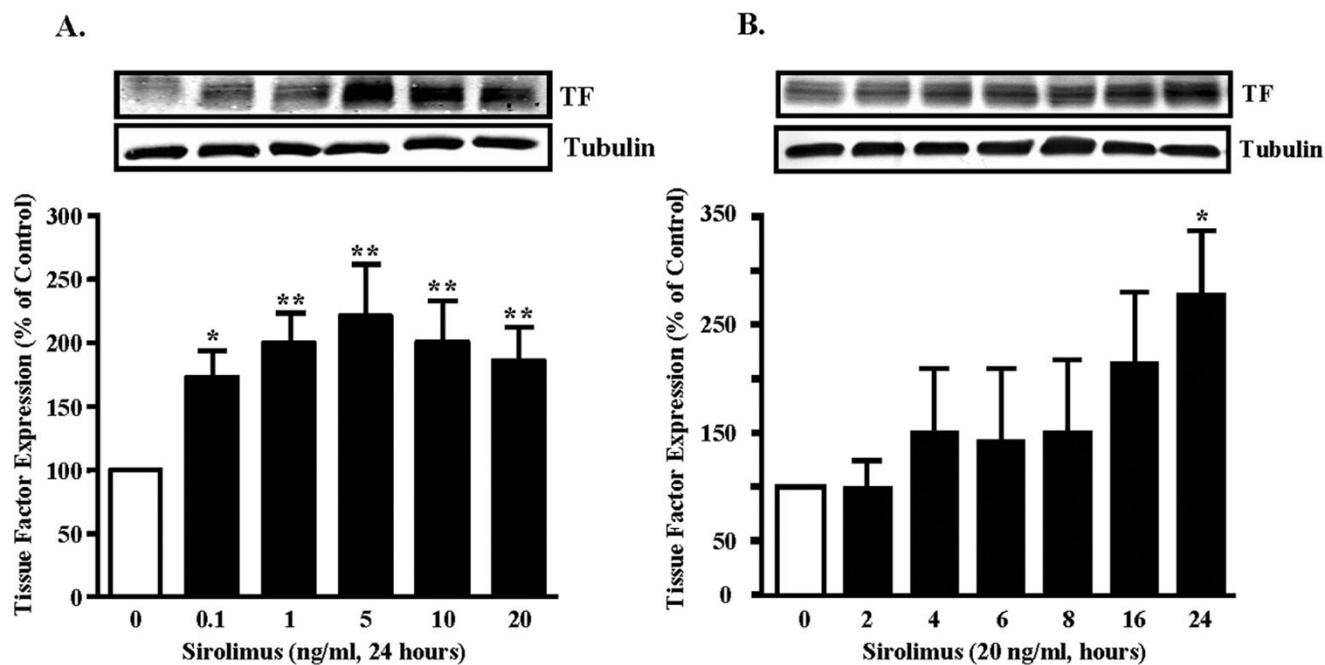 A.
TF
Tubulin
Tissue Factor Expression (% of Control)
300
250
200
150
100
50
0
*
**
**
**
**
0 0.1 1 5 10 20
Sirolimus (ng/ml, 24 hours)
B.
TF
Tubulin
Tissue Factor Expression (% of Control)
350
250
150
50
0
*
0 2 4 6 8 16 24
Sirolimus (20 ng/ml, hours)